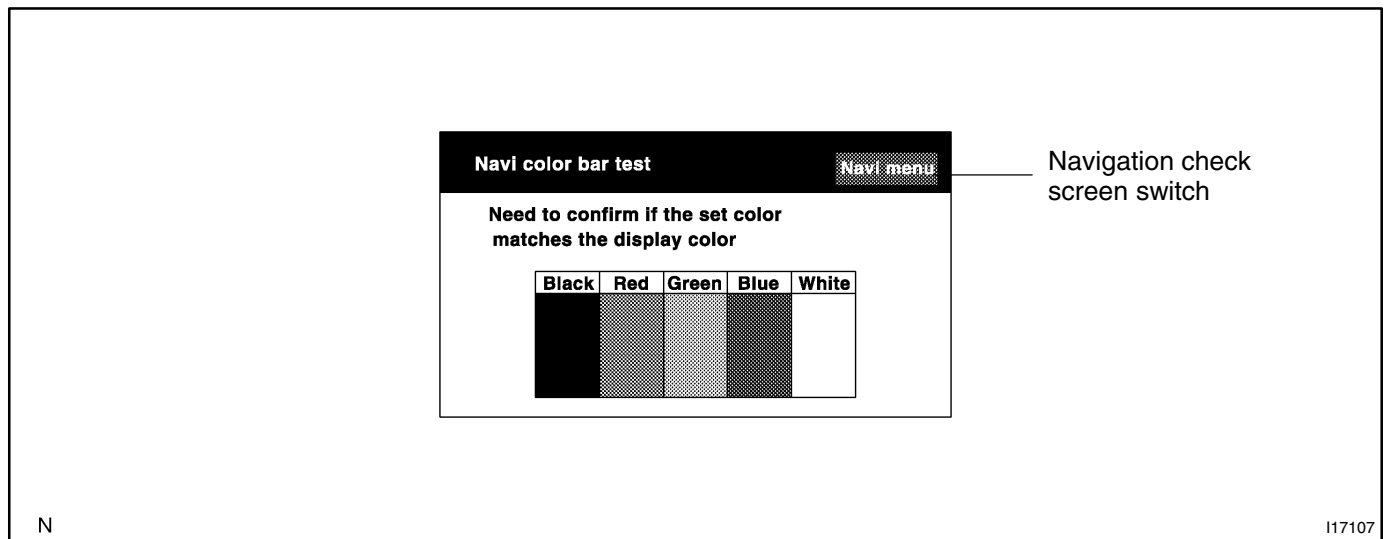 Navi color bar test
Navi menu
Navigation check
screen switch
Need to confirm if the set color
matches the display color
Black Red Green Blue White
N
I17107